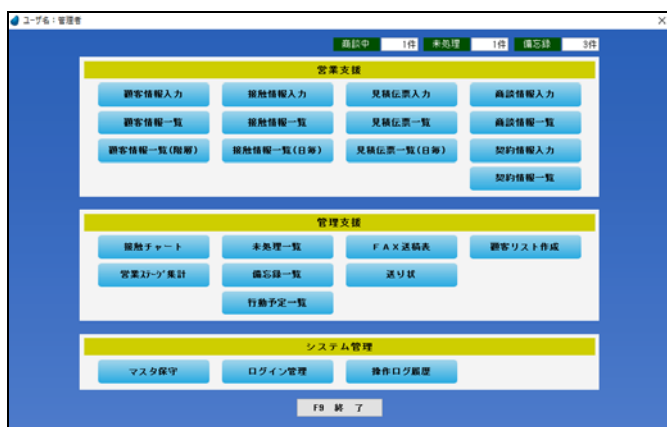 ユーザ名：管理者
商談中 1件 未処理 1件 備忘録 3件
営業支援
顧客情報入力 接触情報入力 見積伝票入力 商談情報入力
顧客情報一覧 接触情報一覧 見積伝票一覧 商談情報一覧
顧客情報一覧(階層) 接触情報一覧(日毎) 見積伝票一覧(日毎) 契約情報入力
契約情報一覧
管理支援
接触チャート 未処理一覧 ＦＡＸ送稿表 顧客リスト作成
営業ｽﾃｰｼﾞ集計 備忘録一覧 送り状
行動予定一覧
システム管理
マスタ保守 ログイン管理 操作ログ履歴
F9 終 了